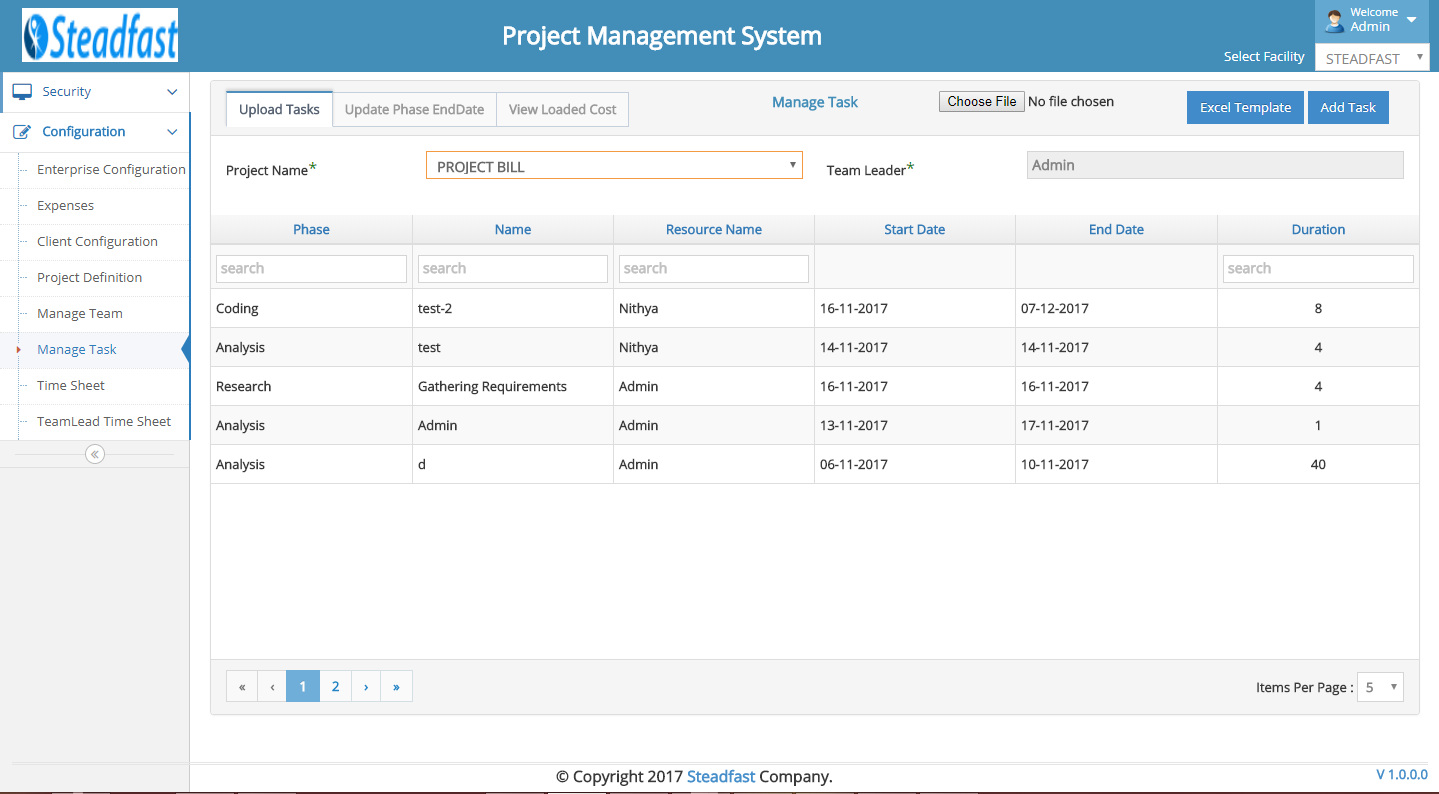 Steadfast
Project Management System
Welcome
Admin
Select Facility STEADFAST
Security
Configuration
Enterprise Configuration
Expenses
Client Configuration
Project Definition
Manage Team
Manage Task
Time Sheet
TeamLead Time Sheet
«
Upload Tasks Update Phase EndDate View Loaded Cost Manage Task Choose File No file chosen Excel Template Add Task
Project Name* PROJECT BILL Team Leader* Admin
Phase Name Resource Name Start Date End Date Duration
search search search search
Coding test-2 Nithya 16-11-2017 07-12-2017 8
Analysis test Nithya 14-11-2017 14-11-2017 4
Research Gathering Requirements Admin 16-11-2017 16-11-2017 4
Analysis Admin Admin 13-11-2017 17-11-2017 1
Analysis d Admin 06-11-2017 10-11-2017 40
« ‹ 1 2 › » Items Per Page : 5
© Copyright 2017 Steadfast Company. V 1.0.0.0